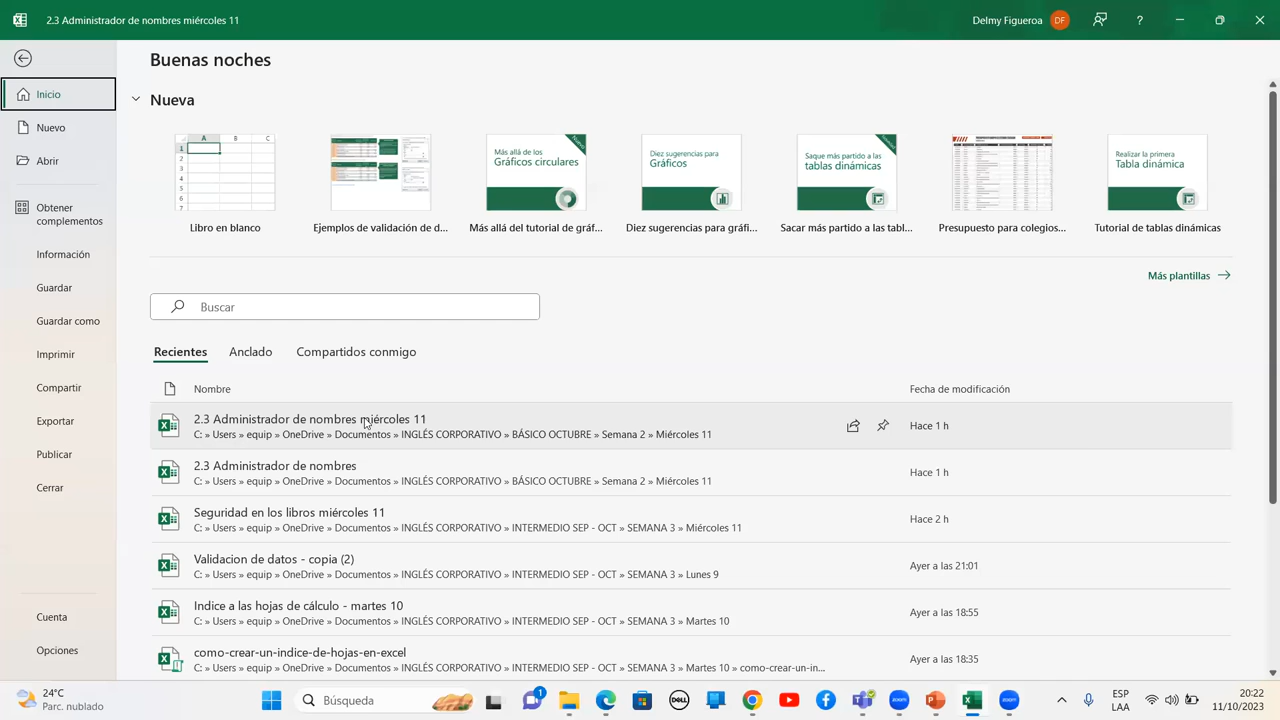 2.3 Administrador de nombres miércoles 11
Delmy Figueroa DF
?
Inicio
Nuevo
Abrir
Obtener
complementos
Información
Guardar
Guardar como
Imprimir
Compartir
Exportar
Publicar
Cerrar
Cuenta
Opciones
Buenas noches
Nueva
A B C
1
2
3
4
5
6
7
Más allá de los
Gráficos circulares
Nuevo
Diez sugerencias para
Gráficos
Saque más partido a las
tablas dinámicas
Realizar la primera
Tabla dinámica
Libro en blanco
Ejemplos de validación de d...
Más allá del tutorial de gráf...
Diez sugerencias para gráfi...
Sacar más partido a las tabl...
Presupuesto para colegios...
Tutorial de tablas dinámicas
Más plantillas
Buscar
Recientes Anclado Compartidos conmigo
Nombre Fecha de modificación
2.3 Administrador de nombres miércoles 11
C: » Users » equip » OneDrive » Documentos » INGLÉS CORPORATIVO » BÁSICO OCTUBRE » Semana 2 » Miércoles 11
Hace 1 h
2.3 Administrador de nombres
C: » Users » equip » OneDrive » Documentos » INGLÉS CORPORATIVO » BÁSICO OCTUBRE » Semana 2 » Miércoles 11
Hace 1 h
Seguridad en los libros miércoles 11
C: » Users » equip » OneDrive » Documentos » INGLÉS CORPORATIVO » INTERMEDIO SEP - OCT » SEMANA 3 » Miércoles 11
Hace 2 h
Validacion de datos - copia (2)
C: » Users » equip » OneDrive » Documentos » INGLÉS CORPORATIVO » INTERMEDIO SEP - OCT » SEMANA 3 » Lunes 9
Ayer a las 21:01
Indice a las hojas de cálculo - martes 10
C: » Users » equip » OneDrive » Documentos » INGLÉS CORPORATIVO » INTERMEDIO SEP - OCT » SEMANA 3 » Martes 10
Ayer a las 18:55
como-crear-un-indice-de-hojas-en-excel
C: » Users » equip » OneDrive » Documentos » INGLÉS CORPORATIVO » INTERMEDIO SEP - OCT » SEMANA 3 » Martes 10 » como-crear-un-in...
Ayer a las 18:35
24°C
Parc. nublado
Búsqueda
1
DELL
zoom
zoom
ESP
LAA
20:22
11/10/2023